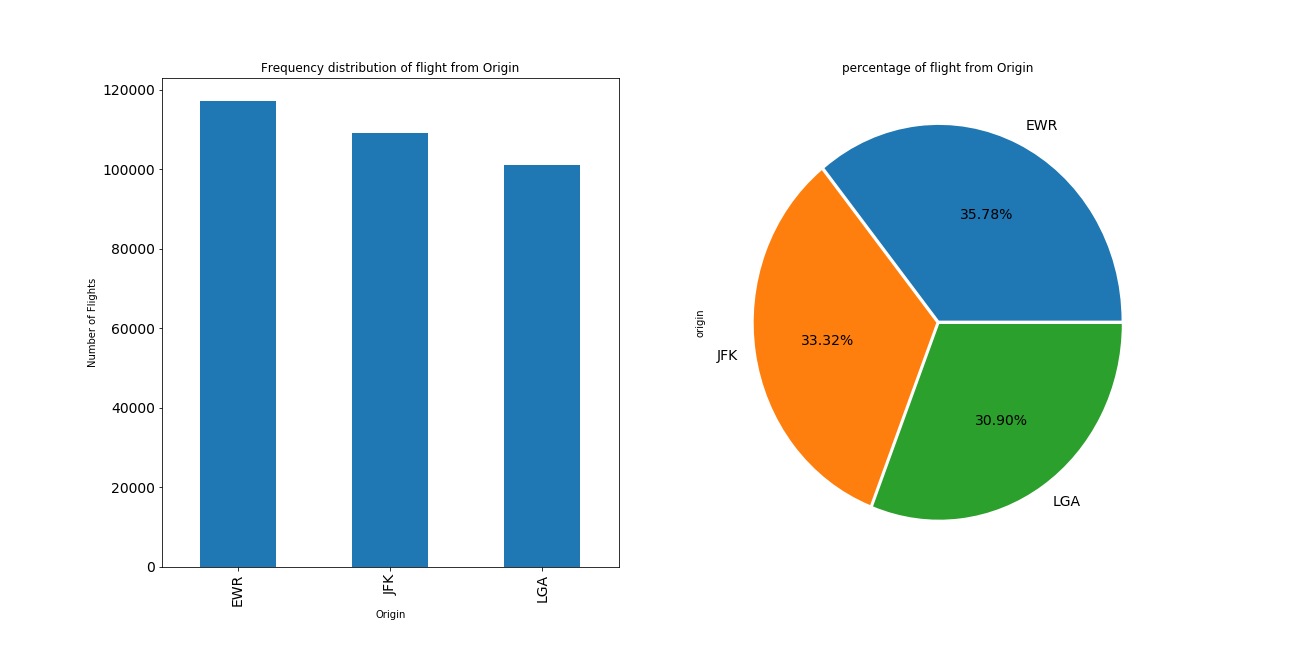 Frequency distribution of flight from Origin
120000
100000
80000
60000
40000
20000
0
Number of Flights
EWR
JFK
LGA
Origin
percentage of flight from Origin
EWR
35.78%
origin
33.32%
JFK
30.90%
LGA